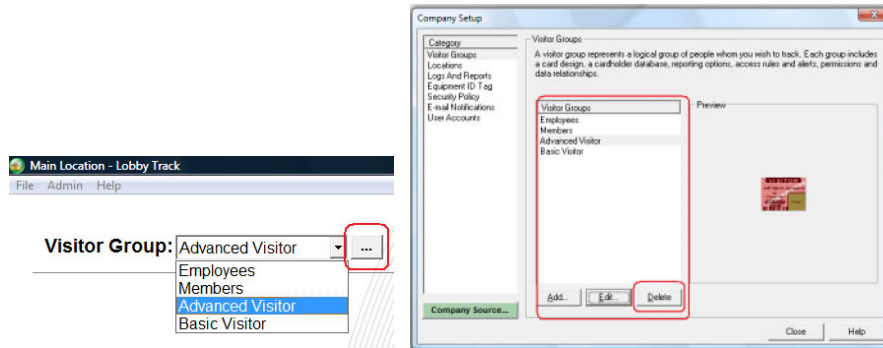 Main Location - Lobby Track
File Admin Help
Visitor Group:
Advanced Visitor
...
Employees
Members
Advanced Visitor
Basic Visitor
Company Setup
Category
Visitor Groups
Locations
Logs And Reports
Equipment ID Tag
Security Policy
E-mail Notifications
User Accounts
Company Source...
Visitor Groups
A visitor group represents a logical group of people whom you wish to track. Each group includes
a card design, a cardholder database, reporting options, access rules and alerts, permissions and
data relationships.
Visitor Groups
Employees
Members
Advanced Visitor
Basic Visitor
Add... Edit... Delete
Preview
VISITOR
Close Help